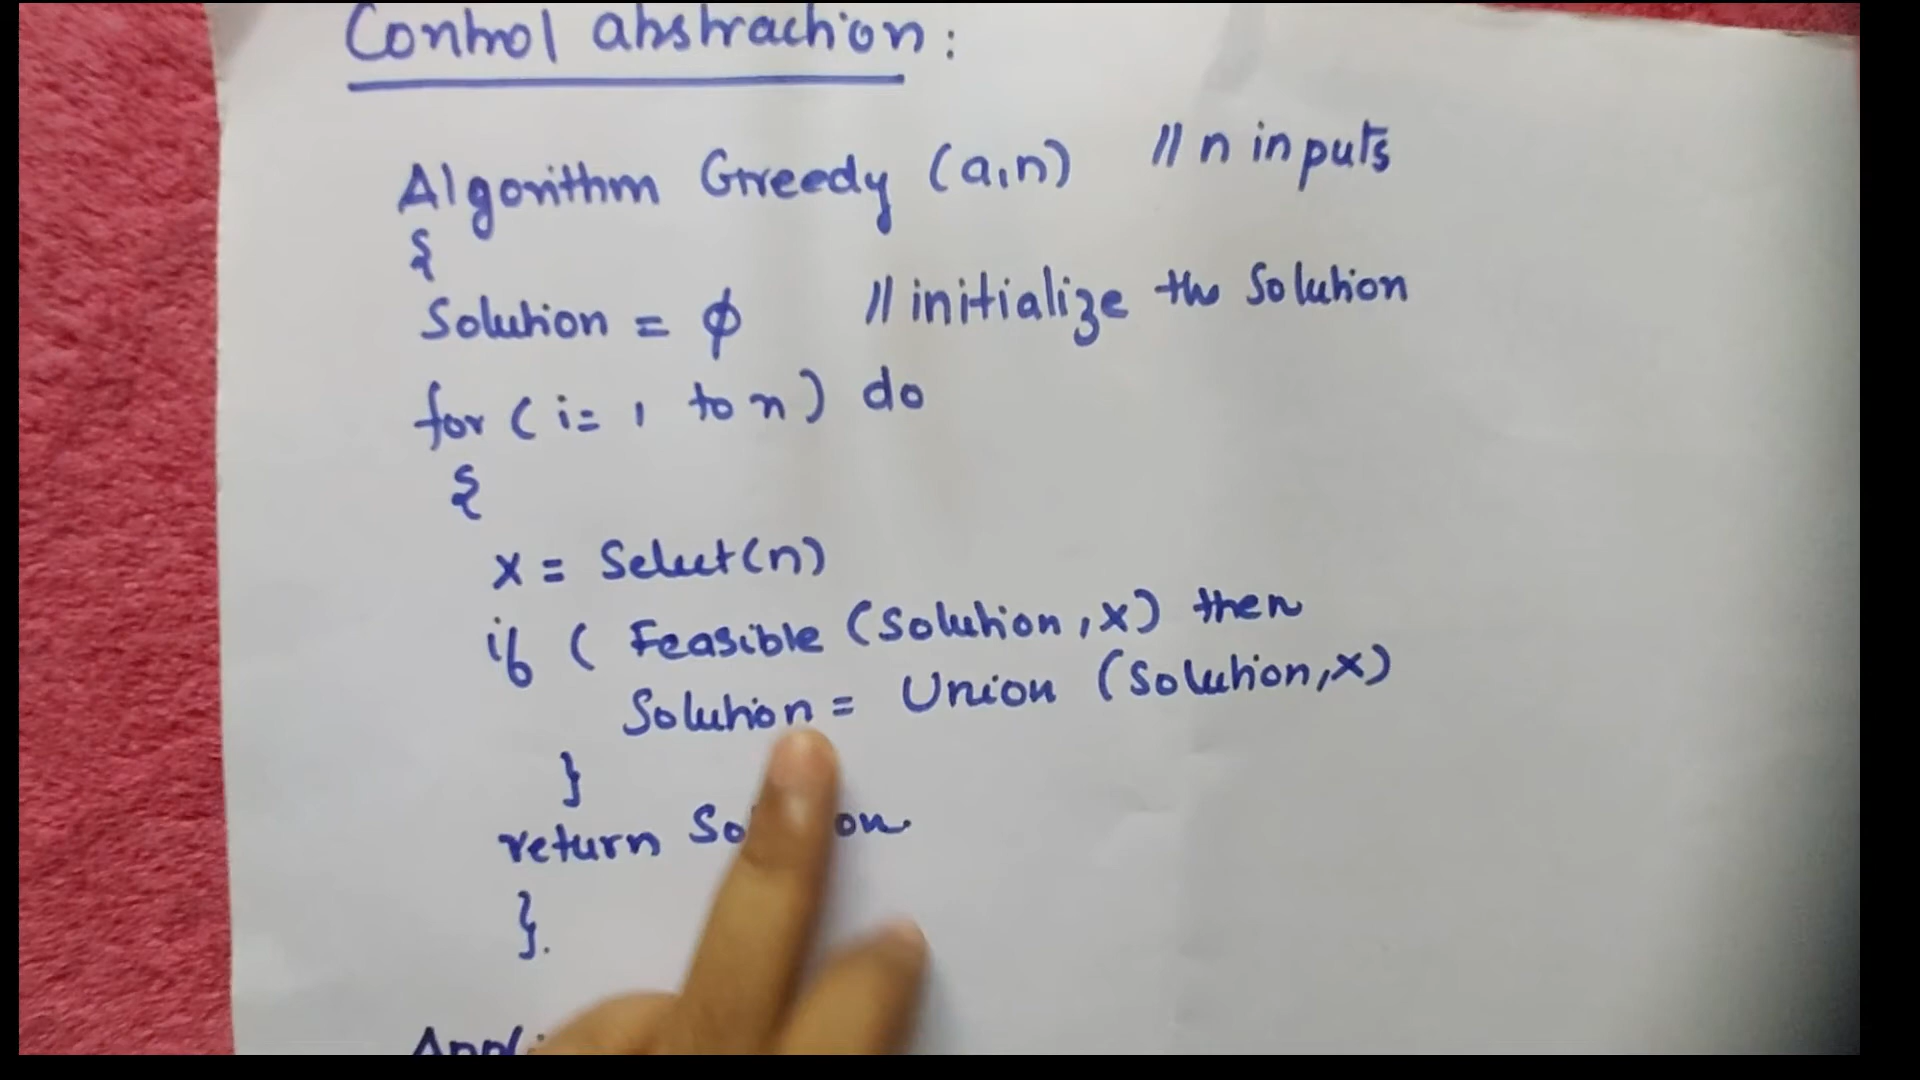 Control abstraction:
Algorithm Greedy (a,n) // n inputs
{
Solution = ϕ // initialize the Solution
for ( i= 1 to n ) do
{
x = Select(n)
if ( Feasible (Solution, x) then
Solution = Union (Solution, x)
}
return
}.